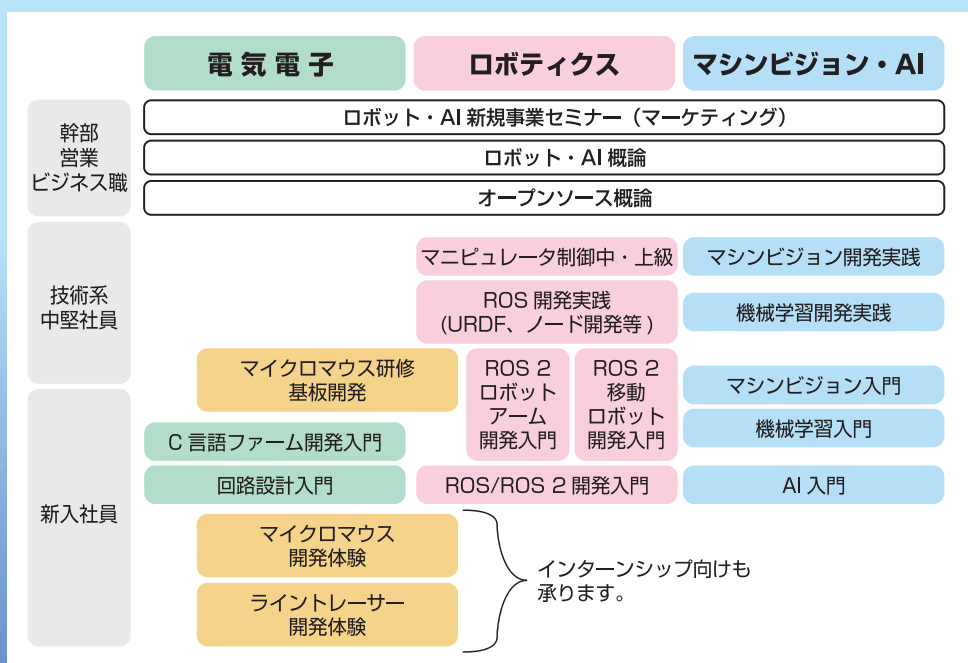 電気電子
ロボティクス
マシンビジョン・AI
幹部
営業
ビジネス職
ロボット・AI 新規事業セミナー（マーケティング）
ロボット・AI 概論
オープンソース概論
技術系
中堅社員
マニピュレータ制御中・上級
マシンビジョン開発実践
ROS 開発実践
(URDF、ノード開発等 )
機械学習開発実践
マイクロマウス研修
基板開発
ROS 2
ロボット
アーム
開発入門
ROS 2
移動
ロボット
開発入門
マシンビジョン入門
機械学習入門
新入社員
C 言語ファーム開発入門
回路設計入門
ROS/ROS 2 開発入門
AI 入門
マイクロマウス
開発体験
ライントレーサー
開発体験
インターンシップ向けも
承ります。